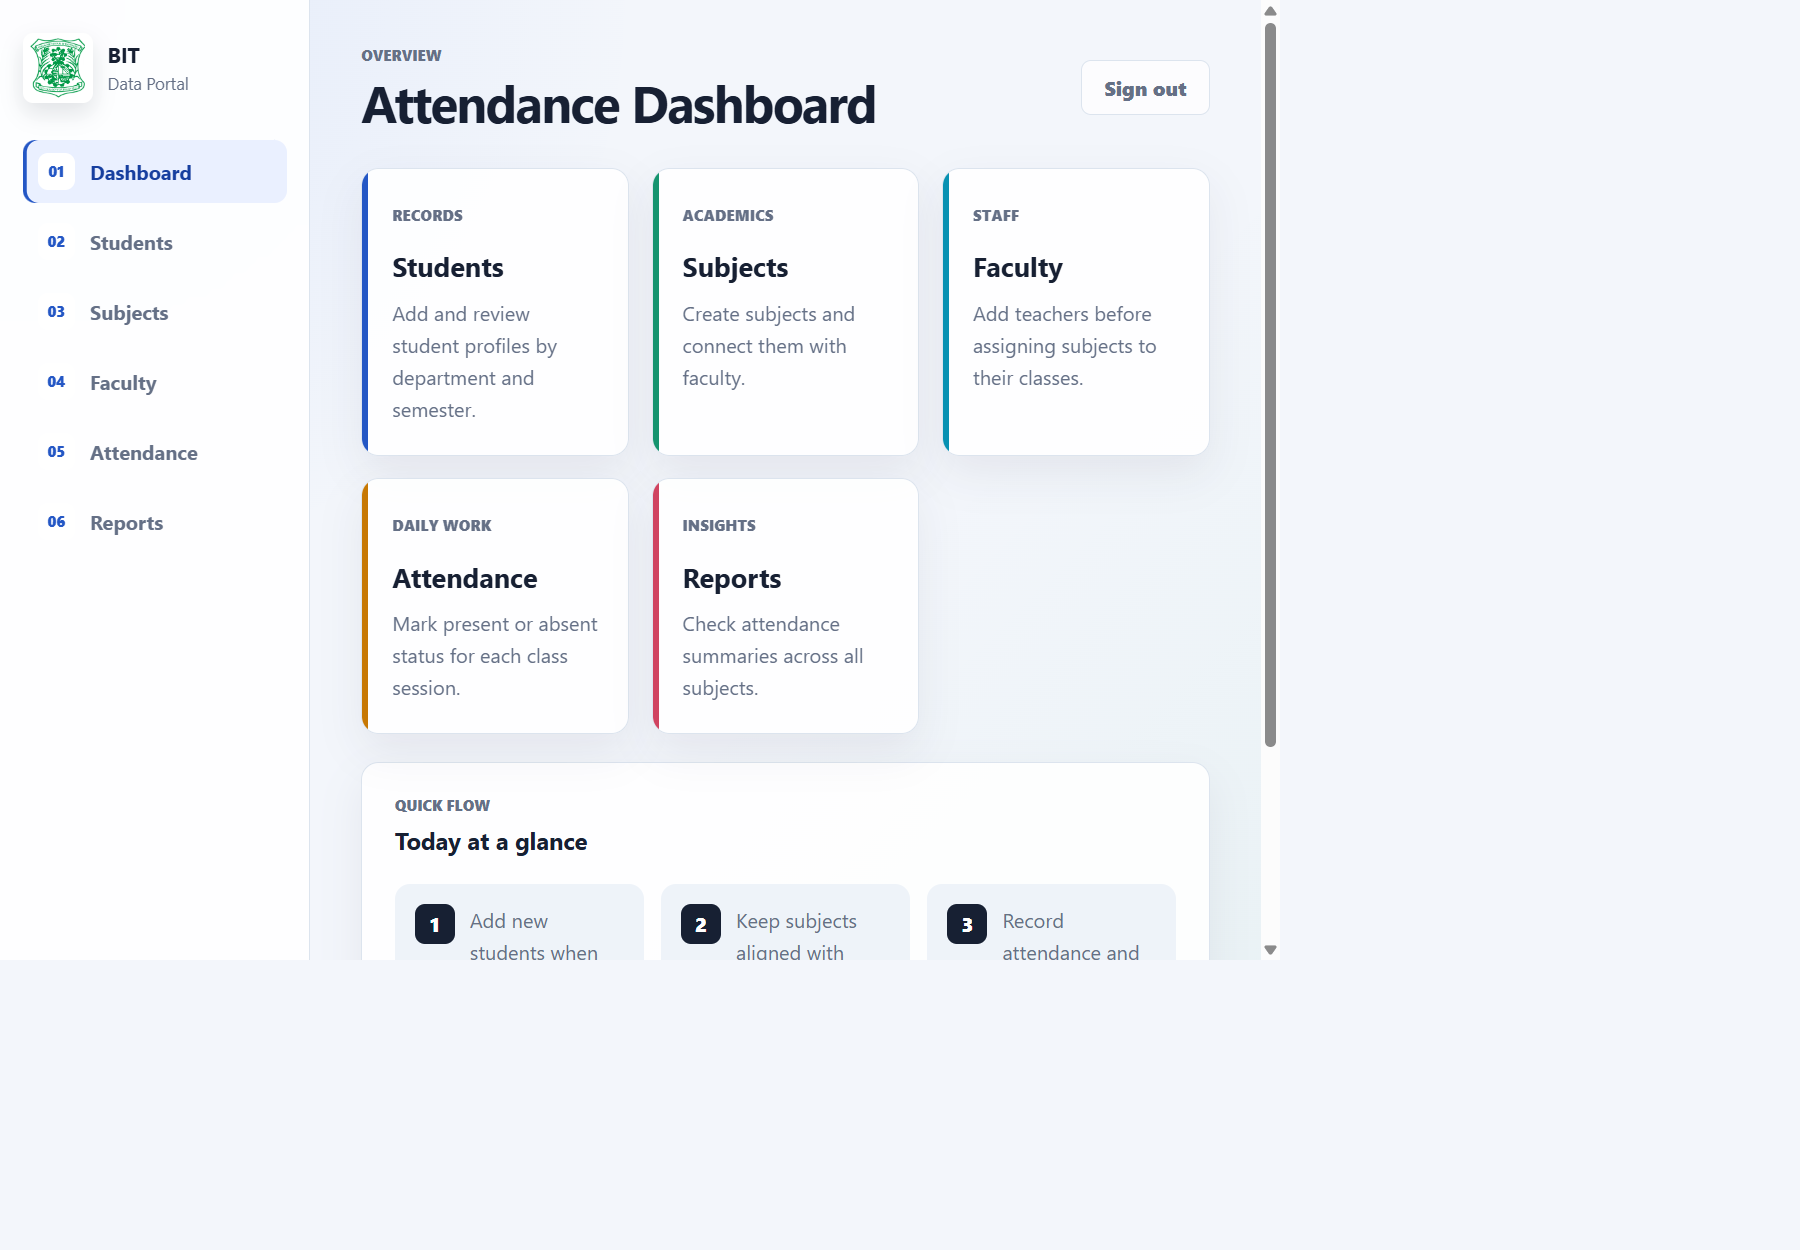 BIT
Data Portal
01 Dashboard
02 Students
03 Subjects
04 Faculty
05 Attendance
06 Reports
OVERVIEW
Attendance Dashboard
Sign out
RECORDS
Students
Add and review
student profiles by
department and
semester.
ACADEMICS
Subjects
Create subjects and
connect them with
faculty.
STAFF
Faculty
Add teachers before
assigning subjects to
their classes.
DAILY WORK
Attendance
Mark present or absent
status for each class
session.
INSIGHTS
Reports
Check attendance
summaries across all
subjects.
QUICK FLOW
Today at a glance
1 Add new
students when
2 Keep subjects
aligned with
3 Record
attendance and